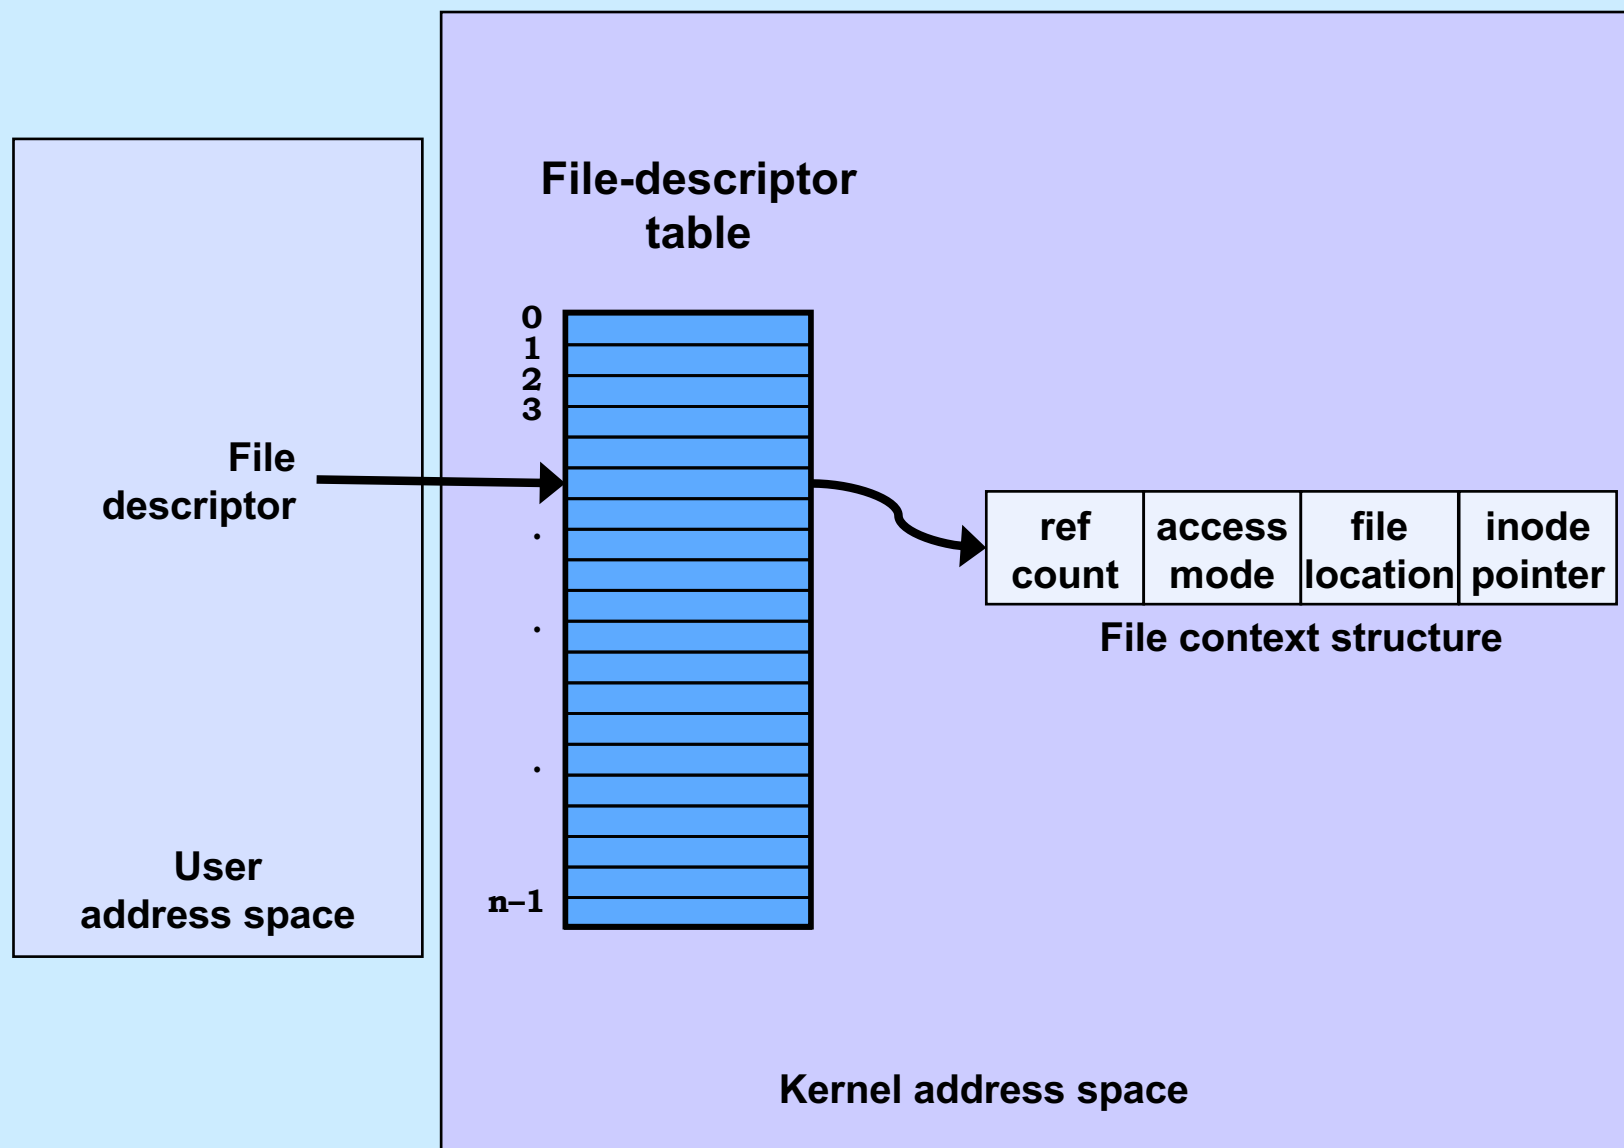 File-descriptor
table
0
1
2
3
File
descriptor
.
.
.
n–1
ref
count
access
mode
file
location
inode
pointer
File context structure
User
address space
Kernel address space